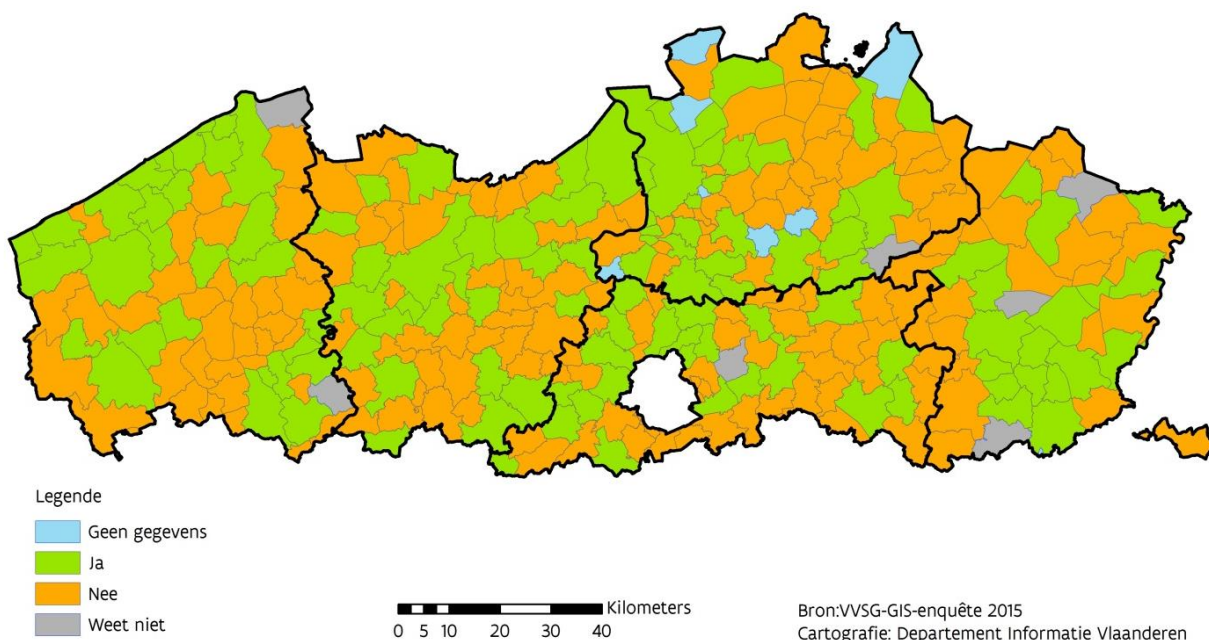 Legende
Geen gegevens
Ja
Nee
Weet niet
Kilometers
0 5 10 20 30 40
Bron:VVSG-GIS-enquête 2015
Cartografie: Departement Informatie Vlaanderen